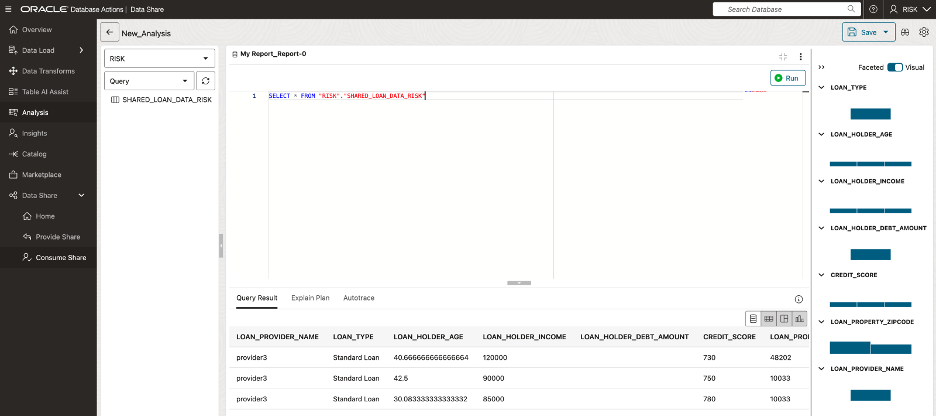 ORACLE Database Actions | Data Share
Search Database
RISK
Overview
Data Load
Data Transforms
Table AI Assist
Analysis
Insights
Catalog
Marketplace
Data Share
Home
Provide Share
Consume Share
New_Analysis
Save
RISK
Query
SHARED_LOAN_DATA_RISK
My Report_Report-0
Run
1 SELECT * FROM "RISK"."SHARED_LOAN_DATA_RISK"
Query Result Explain Plan Autotrace
LOAN_PROVIDER_NAME LOAN_TYPE LOAN_HOLDER_AGE LOAN_HOLDER_INCOME LOAN_HOLDER_DEBT_AMOUNT CREDIT_SCORE LOAN_PROI
provider3 Standard Loan 40.666666666666664 120000 730 48202
provider3 Standard Loan 42.5 90000 750 10033
provider3 Standard Loan 30.083333333333332 85000 780 10033
Faceted Visual
LOAN_TYPE
LOAN_HOLDER_AGE
LOAN_HOLDER_INCOME
LOAN_HOLDER_DEBT_AMOUNT
CREDIT_SCORE
LOAN_PROPERTY_ZIPCODE
LOAN_PROVIDER_NAME